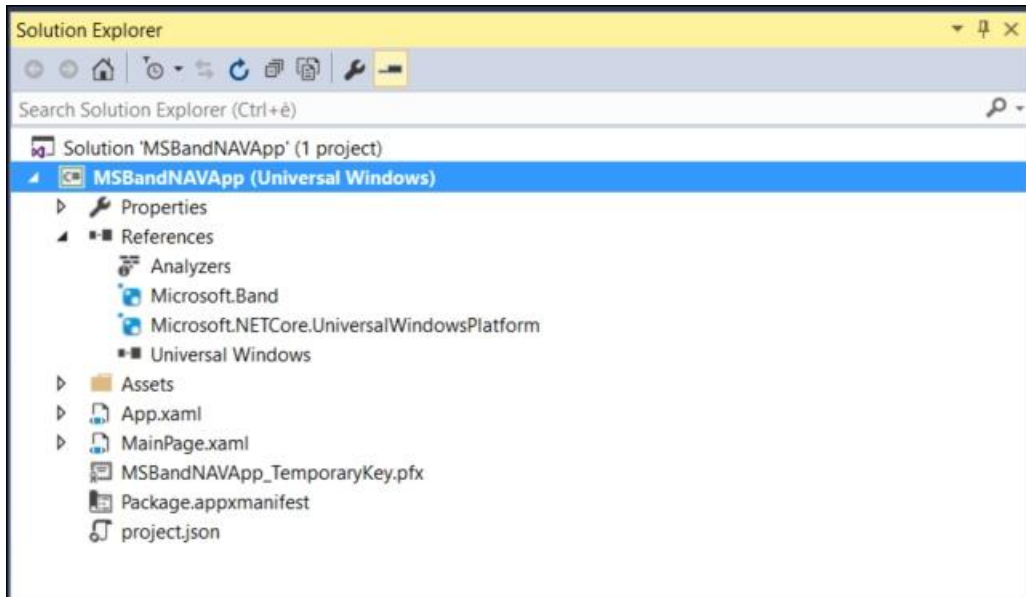 Solution Explorer
Search Solution Explorer (Ctrl+è)
Solution 'MSBandNAVApp' (1 project)
C# MSBandNAVApp (Universal Windows)
Properties
References
Analyzers
Microsoft.Band
Microsoft.NETCore.UniversalWindowsPlatform
Universal Windows
Assets
App.xaml
MainPage.xaml
MSBandNAVApp_TemporaryKey.pfx
Package.appxmanifest
project.json